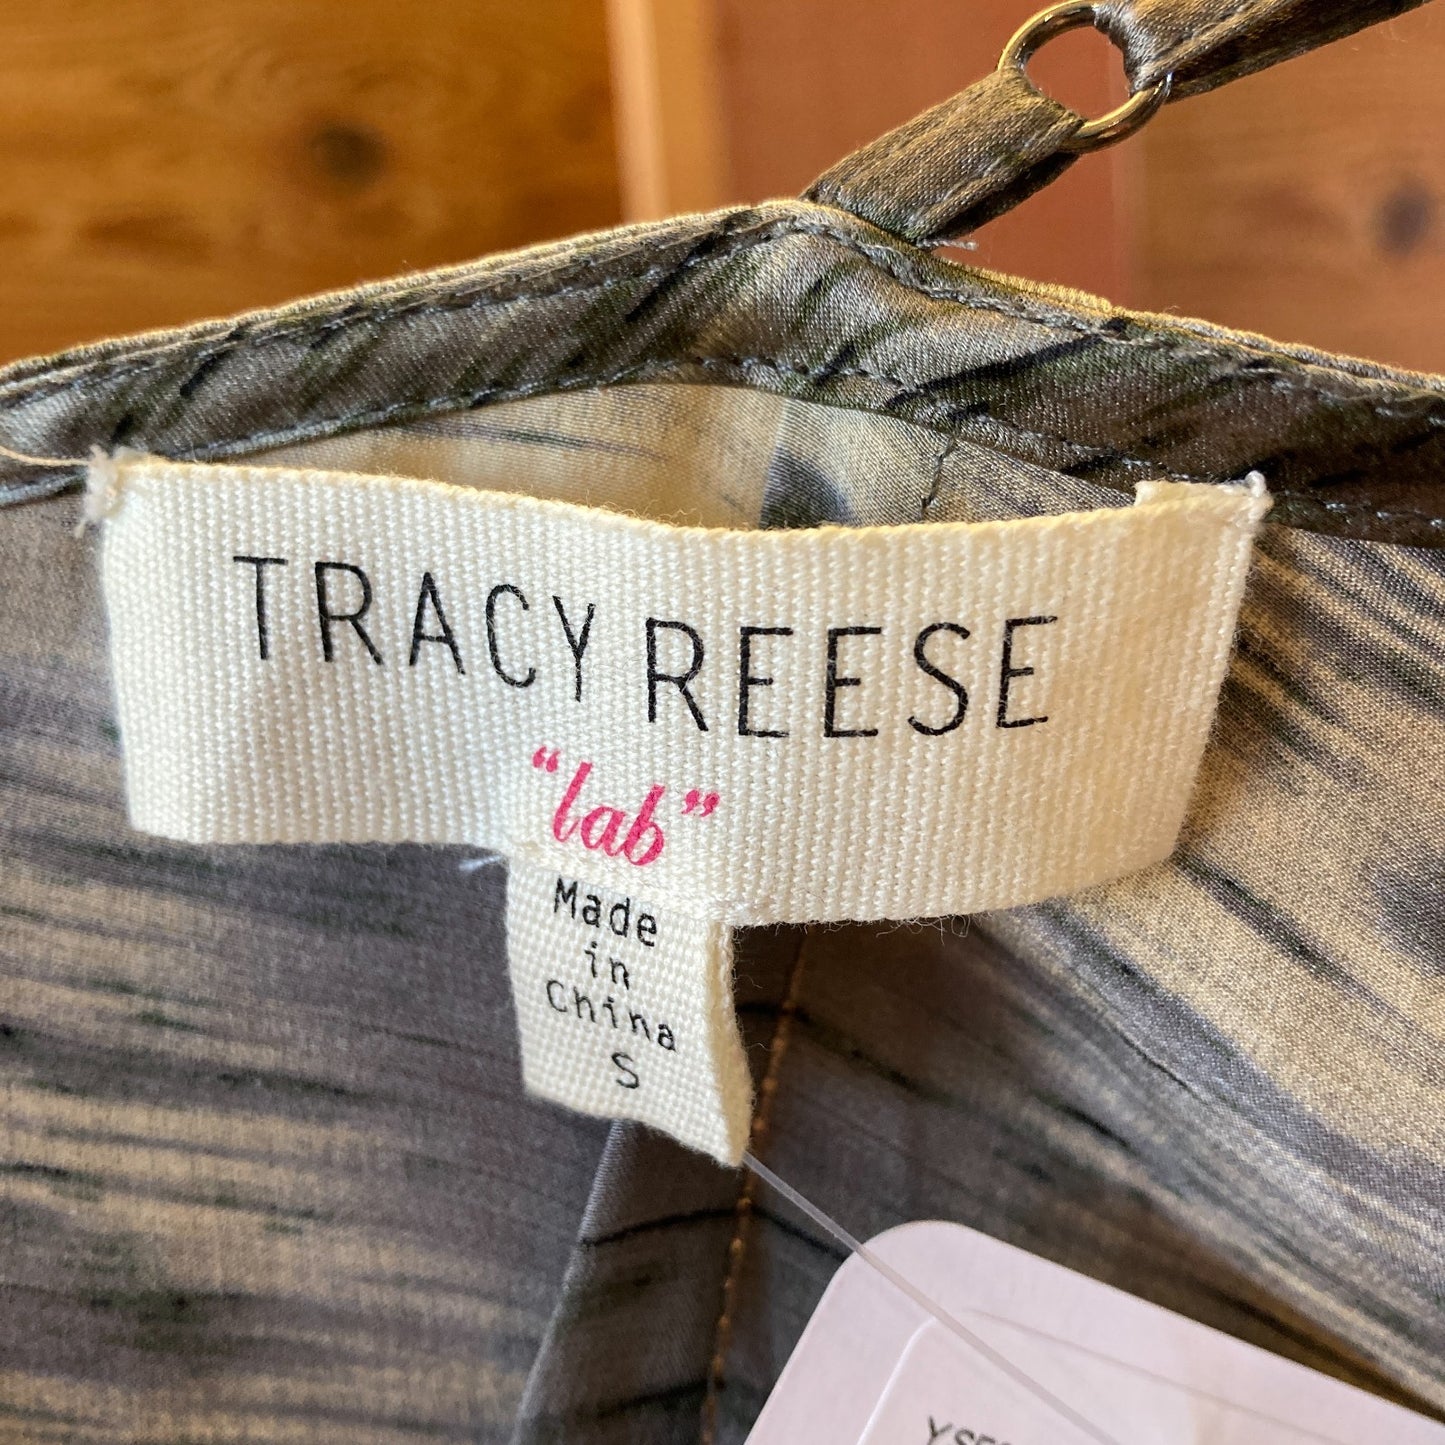 TRACY REESE
“lab”
Made
in
China
S